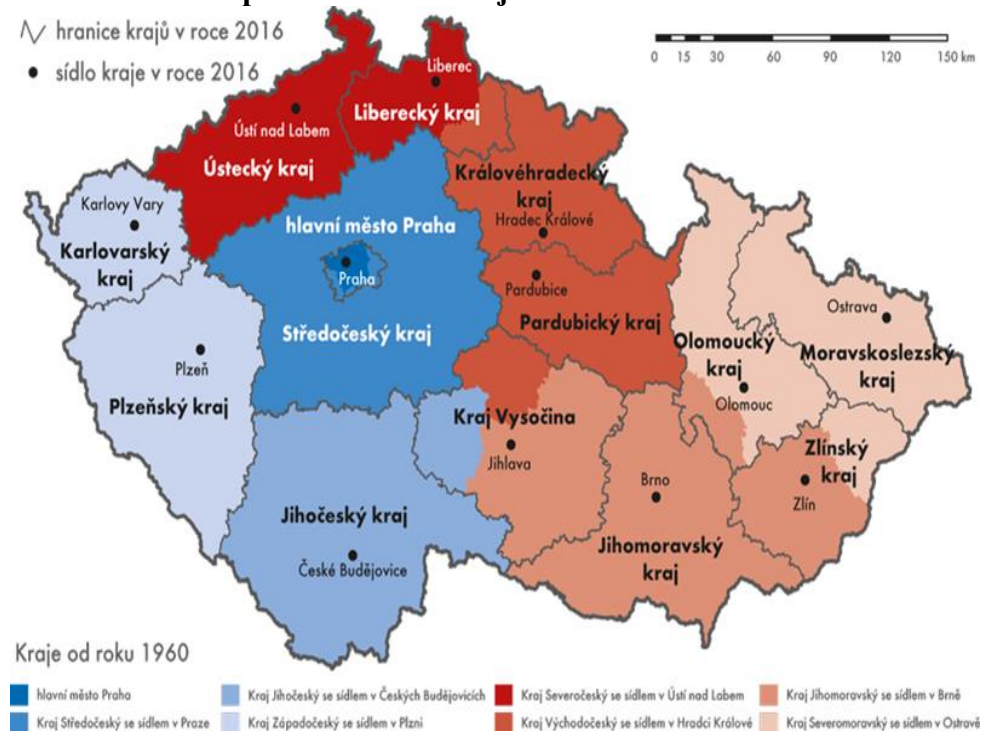 hranice krajů v roce 2016
sídlo kraje v roce 2016
0 15 30 60 90 120 150 km
Liberec
Liberecký kraj
Ústí nad Labem
Ústecký kraj
Královéhradecký
kraj
Hradec Králové
Karlovy Vary
Karlovarský
kraj
hlavní město Praha
Praha
Pardubice
Pardubický kraj
Středočeský kraj
Ostrava
Olomoucký
kraj
Olomouc
Moravskoslezský
kraj
Plzeň
Plzeňský kraj
Kraj Vysočina
Jihlava
Zlínský
kraj
Zlín
Brno
Jihočeský kraj
České Budějovice
Jihomoravský
kraj
Kraje od roku 1960
hlavní město Praha
Kraj Středočeský se sídlem v Praze
Kraj Jihočeský se sídlem v Českých Budějovicích
Kraj Západočeský se sídlem v Plzni
Kraj Severočeský se sídlem v Ústí nad Labem
Kraj Východočeský se sídlem v Hradci Králové
Kraj Jihomoravský se sídlem v Brně
Kraj Severomoravský se sídlem v Ostravě